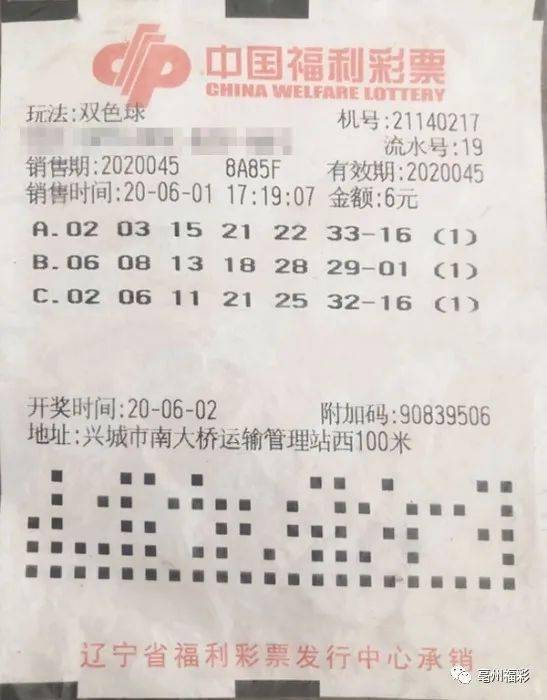 中国福利彩票
CHINA WELFARE LOTTERY
玩法:双色球 机号:21140217
流水号:19
销售期:2020045 8A85F 有效期:2020045
销售时间:20-06-01 17:19:07 金额:6元
A.02 03 15 21 22 33-16 (1)
B.06 08 13 18 28 29-01 (1)
C.02 06 11 21 25 32-16 (1)
开奖时间:20-06-02 附加码:90839506
地址:兴城市南大桥运输管理站西100米
辽宁省福利彩票发行中心承销
亳州福彩